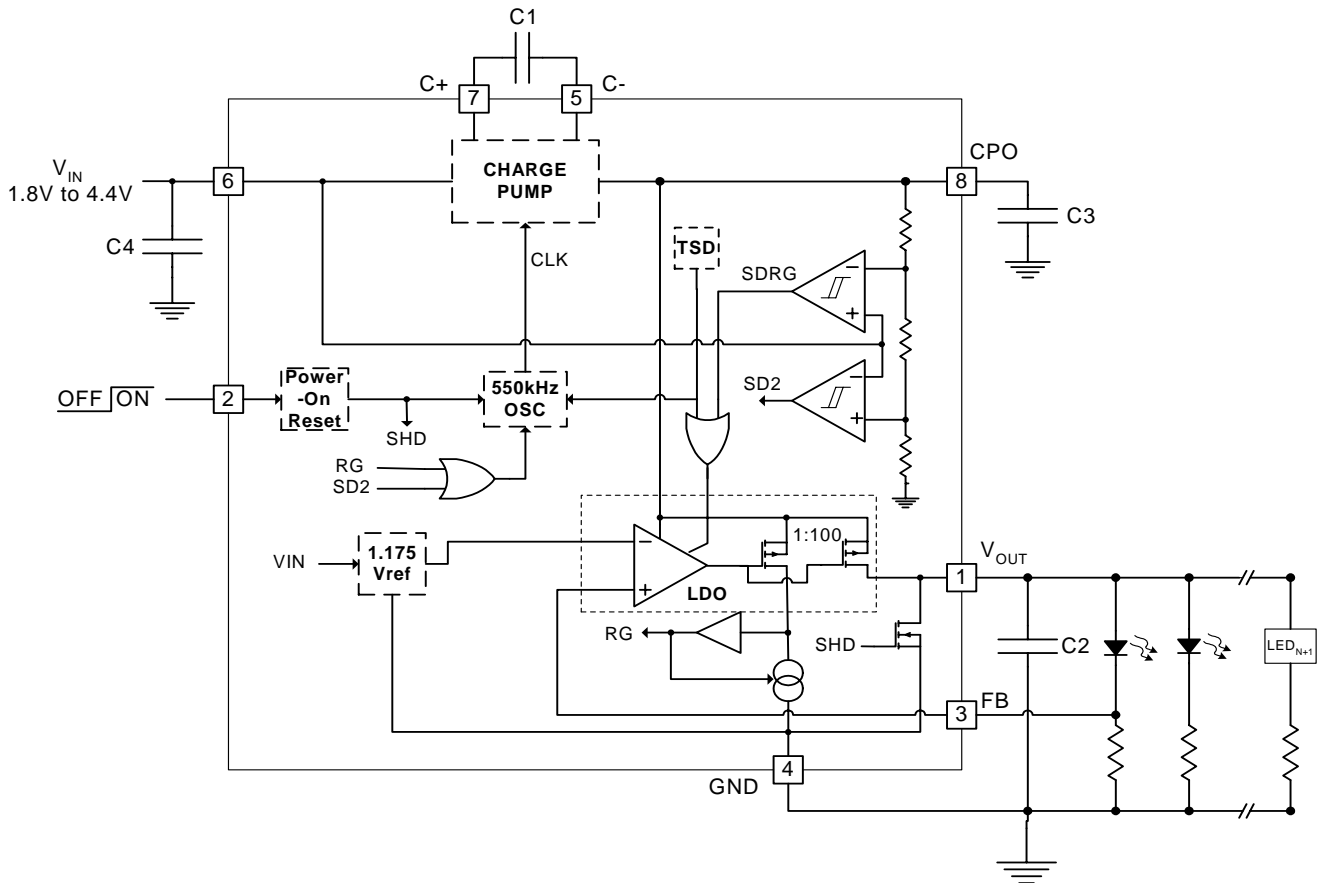 C1
C+
7
5
C-
V_IN
1.8V to 4.4V
6
CHARGE
PUMP
CPO
8
C3
C4
CLK
TSD
SDRG
−
+
OFF ON
2
Power
-On
Reset
550kHz
OSC
SD2
−
+
SHD
RG
SD2
1:100
VIN
1.175
Vref
−
+
LDO
V_OUT
1
RG
SHD
C2
LED_N+1
3
FB
4
GND